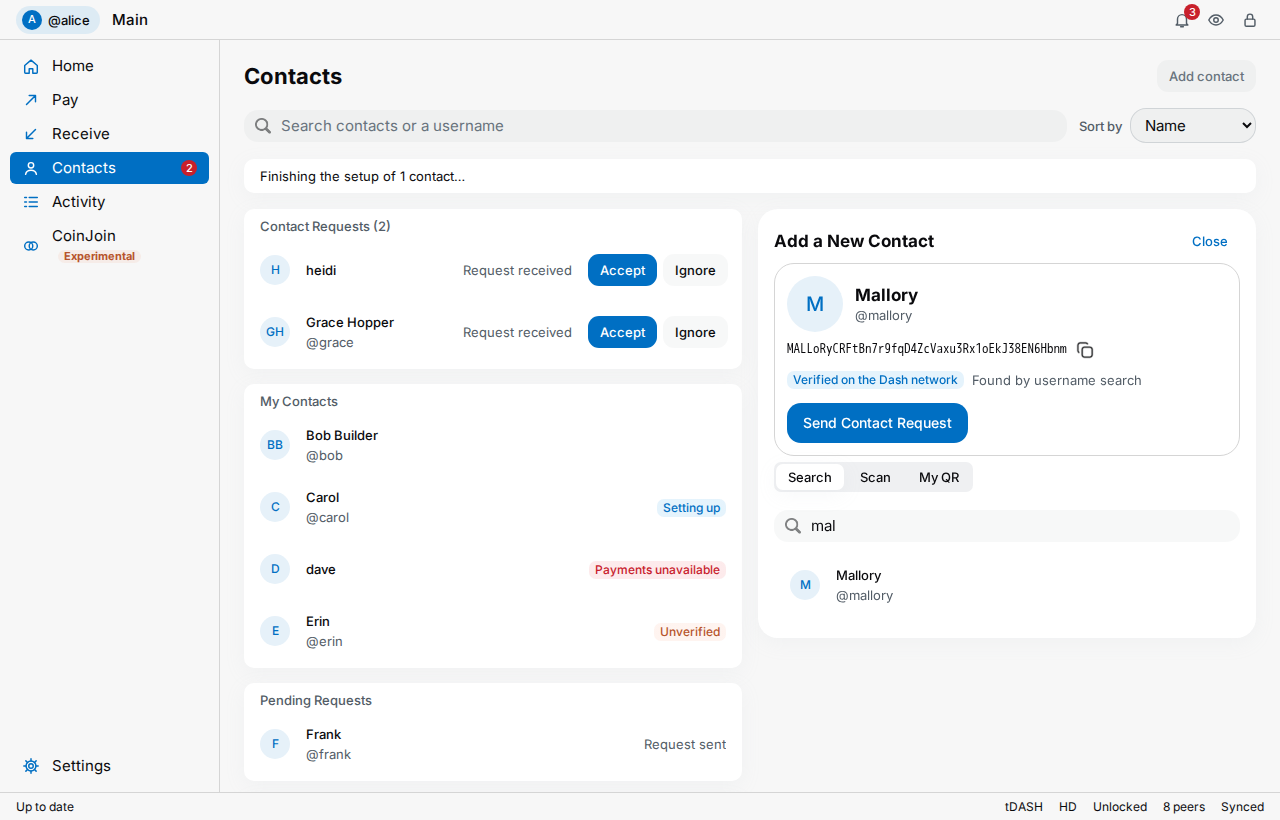 A @alice Main 3
Home
Pay
Receive
Contacts 2
Activity
CoinJoin
Experimental
Settings
Contacts
Add contact
Search contacts or a username
Sort by Name
Finishing the setup of 1 contact...
Contact Requests (2)
H heidi Request received Accept Ignore
GH Grace Hopper Request received Accept Ignore
@grace
My Contacts
BB Bob Builder
@bob
C Carol Setting up
@carol
D dave Payments unavailable
E Erin Unverified
@erin
Pending Requests
F Frank Request sent
@frank
Add a New Contact Close
M Mallory
@mallory
MALLoRyCRFtBn7r9fqD4ZcVaxu3Rx1oEkJ38EN6Hbnm
Verified on the Dash network Found by username search
Send Contact Request
Search Scan My QR
mal
M Mallory
@mallory
Up to date tDASH HD Unlocked 8 peers Synced